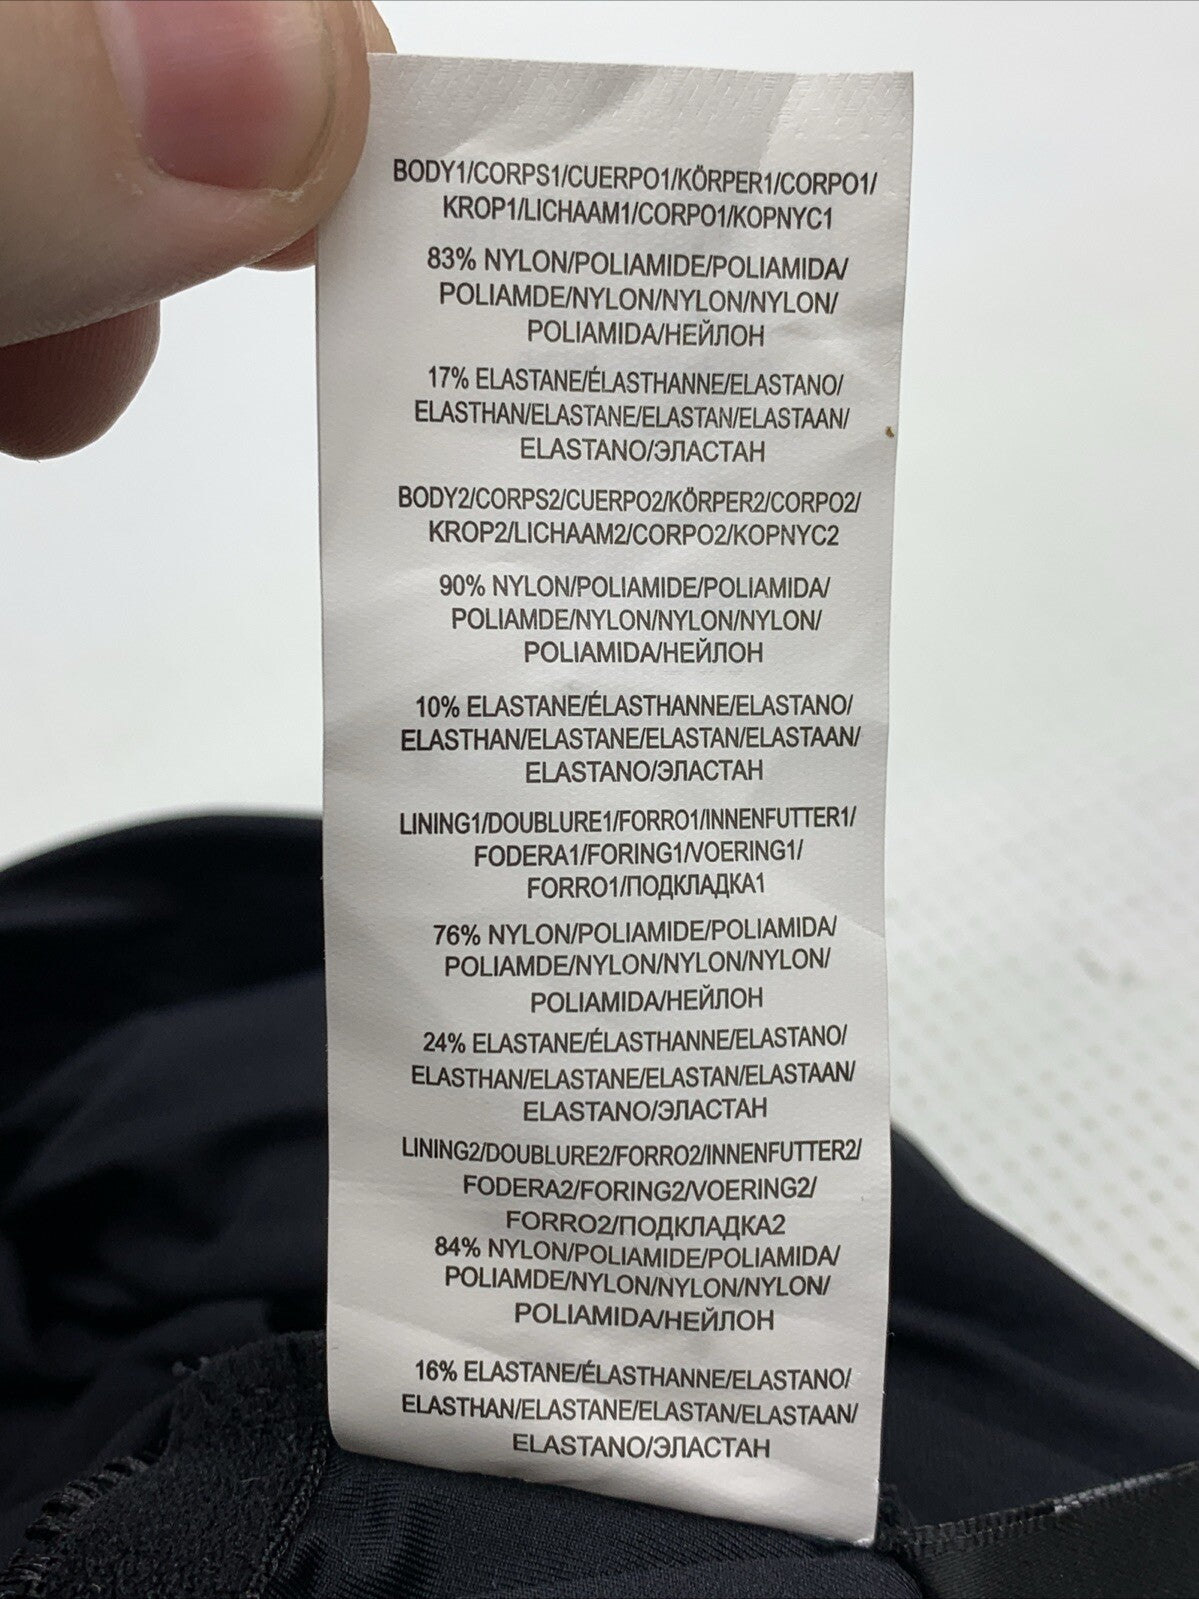 BODY1/CORPS1/CUERPO1/KÖRPER1/CORPO1/
KROP1/LICHAAM1/CORPO1/KOPNYC1
83% NYLON/POLIAMIDE/POLIAMIDA/
POLIAMDE/NYLON/NYLON/NYLON/
POLIAMIDA/НЕЙЛОН
17% ELASTANE/ÉLASTHANNE/ELASTANO/
ELASTHAN/ELASTANE/ELASTAN/ELASTAAN/
ELASTANO/ЭЛАСТАН
BODY2/CORPS2/CUERPO2/KÖRPER2/CORPO2/
KROP2/LICHAAM2/CORPO2/KOPNYC2
90% NYLON/POLIAMIDE/POLIAMIDA/
POLIAMDE/NYLON/NYLON/NYLON/
POLIAMIDA/НЕЙЛОН
10% ELASTANE/ÉLASTHANNE/ELASTANO/
ELASTHAN/ELASTANE/ELASTAN/ELASTAAN/
ELASTANO/ЭЛАСТАН
LINING1/DOUBLURE1/FORRO1/INNENFUTTER1/
FODERA1/FORING1/VOERING1/
FORRO1/ПОДКЛАДКА1
76% NYLON/POLIAMIDE/POLIAMIDA/
POLIAMDE/NYLON/NYLON/NYLON/
POLIAMIDA/НЕЙЛОН
24% ELASTANE/ÉLASTHANNE/ELASTANO/
ELASTHAN/ELASTANE/ELASTAN/ELASTAAN/
ELASTANO/ЭЛАСТАН
LINING2/DOUBLURE2/FORRO2/INNENFUTTER2/
FODERA2/FORING2/VOERING2/
FORRO2/ПОДКЛАДКА2
84% NYLON/POLIAMIDE/POLIAMIDA/
POLIAMDE/NYLON/NYLON/NYLON/
POLIAMIDA/НЕЙЛОН
16% ELASTANE/ÉLASTHANNE/ELASTANO/
ELASTHAN/ELASTANE/ELASTAN/ELASTAAN/
ELASTANO/ЭЛАСТАН